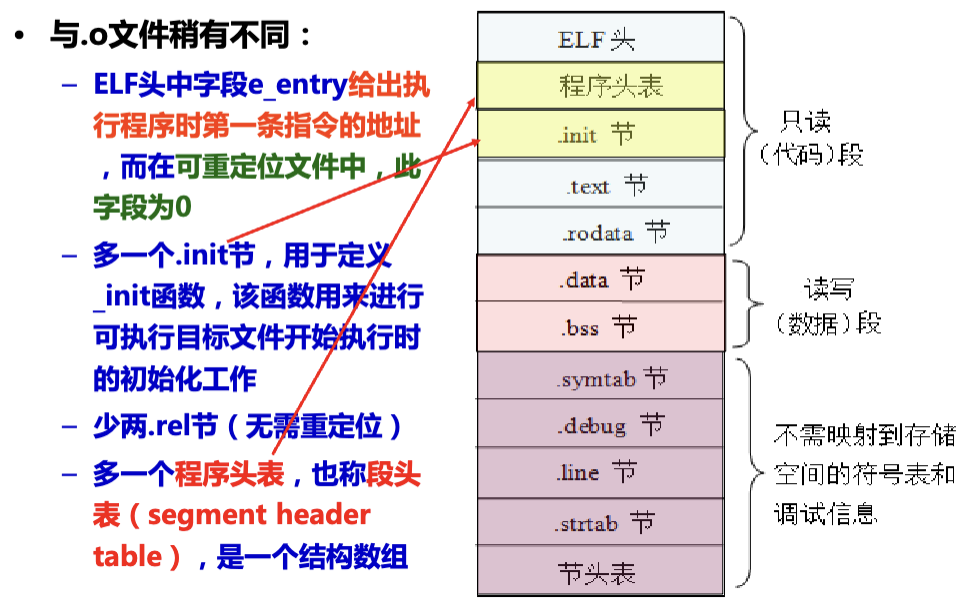 • 与.o文件稍有不同：
– ELF头中字段e_entry给出执
行程序时第一条指令的地址
，而在可重定位文件中，此
字段为0
– 多一个.init节，用于定义
_init函数，该函数用来进行
可执行目标文件开始执行时
的初始化工作
– 少两.rel节（无需重定位）
– 多一个程序头表，也称段头
表（segment header
table），是一个结构数组
ELF 头
程序头表
.init 节
.text 节
.rodata 节
.data 节
.bss 节
.symtab 节
.debug 节
.line 节
.strtab 节
节头表
只读
（代码）段
读写
（数据）段
不需映射到存储
空间的符号表和
调试信息